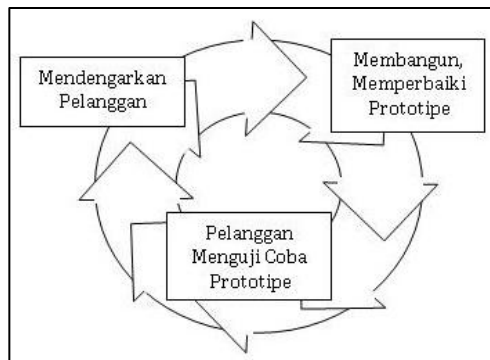 Mendengarkan
Pelanggan
Membangun,
Memperbaiki
Prototipe
Pelanggan
Menguji Coba
Prototipe